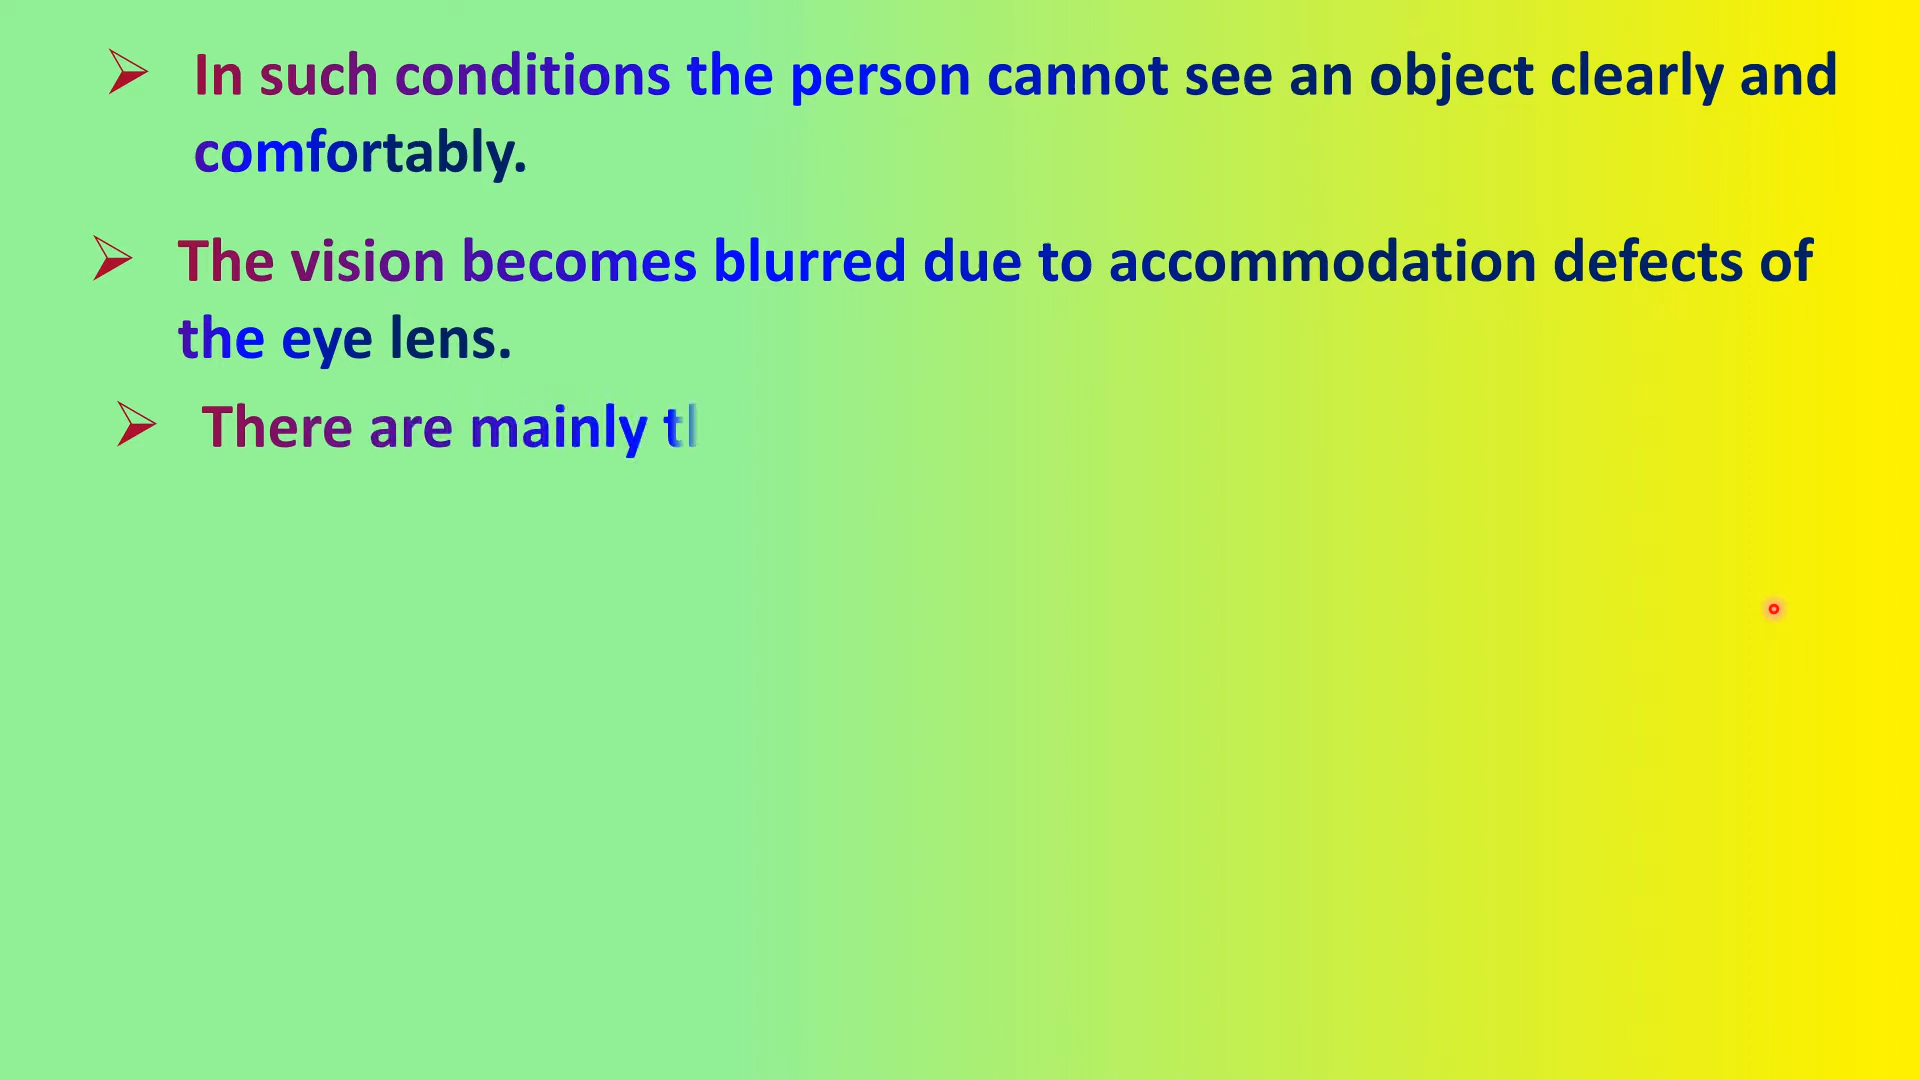 In such conditions the person cannot see an object clearly and
comfortably.
The vision becomes blurred due to accommodation defects of
the eye lens.
There are mainly